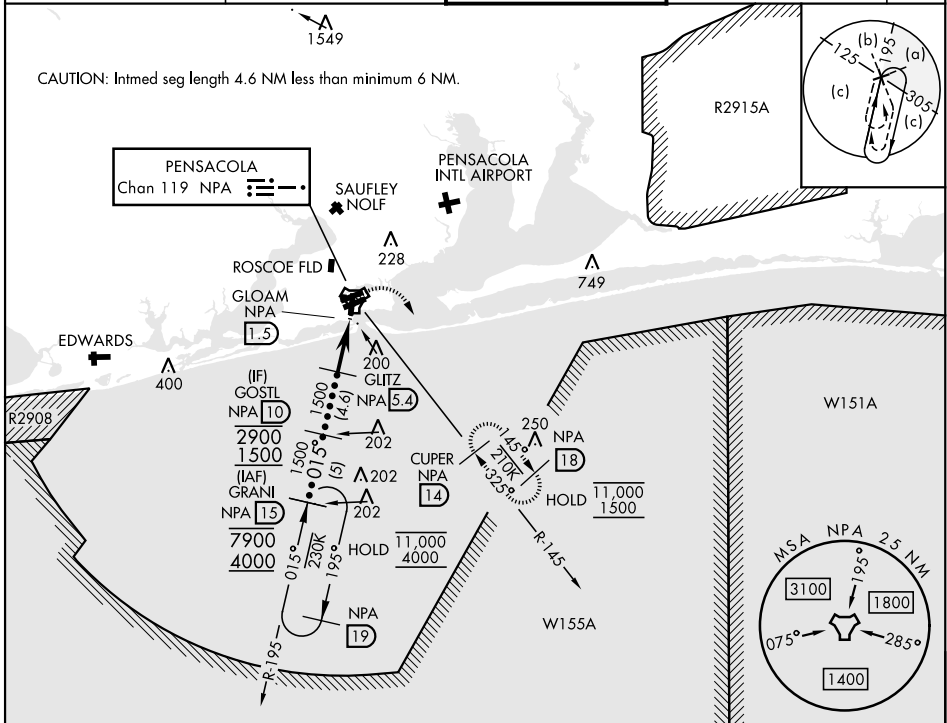 1549
CAUTION: Intmed seg length 4.6 NM less than minimum 6 NM.
R2915A
(b)
195
(a)
125
(c)
305
(c)
PENSACOLA
Chan 119 NPA
SAUFLEY
NOLF
PENSACOLA
INTL AIRPORT
228
ROSCOE FLD
749
GLOAM
NPA
1.5
EDWARDS
400
200
GLITZ
NPA 5.4
(IF)
GOSTL
NPA 10
2900
1500
1500
(4.6)
202
R2908
1500
015°
(5)
(IAF)
GRANI
NPA 15
7900
4000
202
202
HOLD 11,000
4000
015°
230K
195°
NPA
19
R-195
CUPER
NPA
14
145°
210K
325°
250
NPA
18
HOLD 11,000
1500
R-145
W151A
W155A
MSA NPA 25 NM
195°
3100
1800
075°
285°
1400